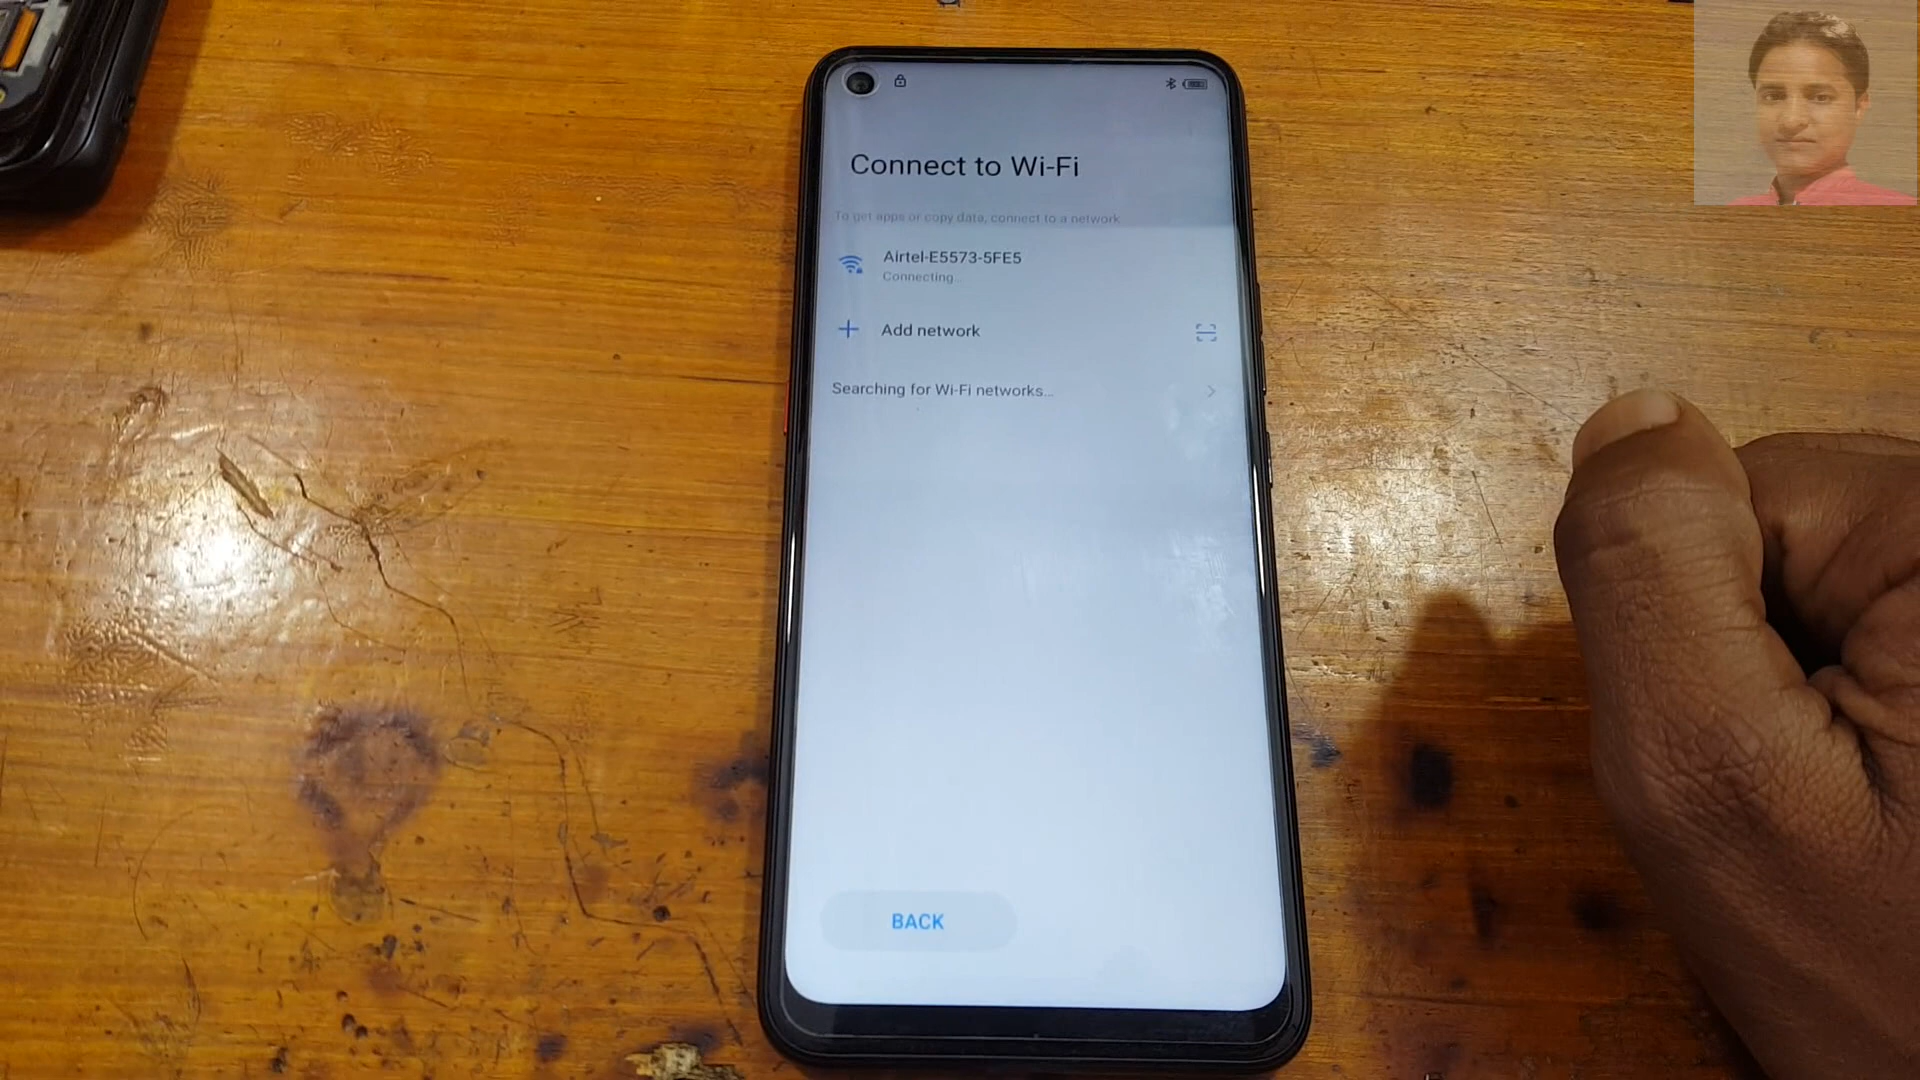 Connect to Wi-Fi
To get apps or copy data, connect to a network
Airtel-E5573-5FE5
Connecting...
Add network
Searching for Wi-Fi networks...
BACK